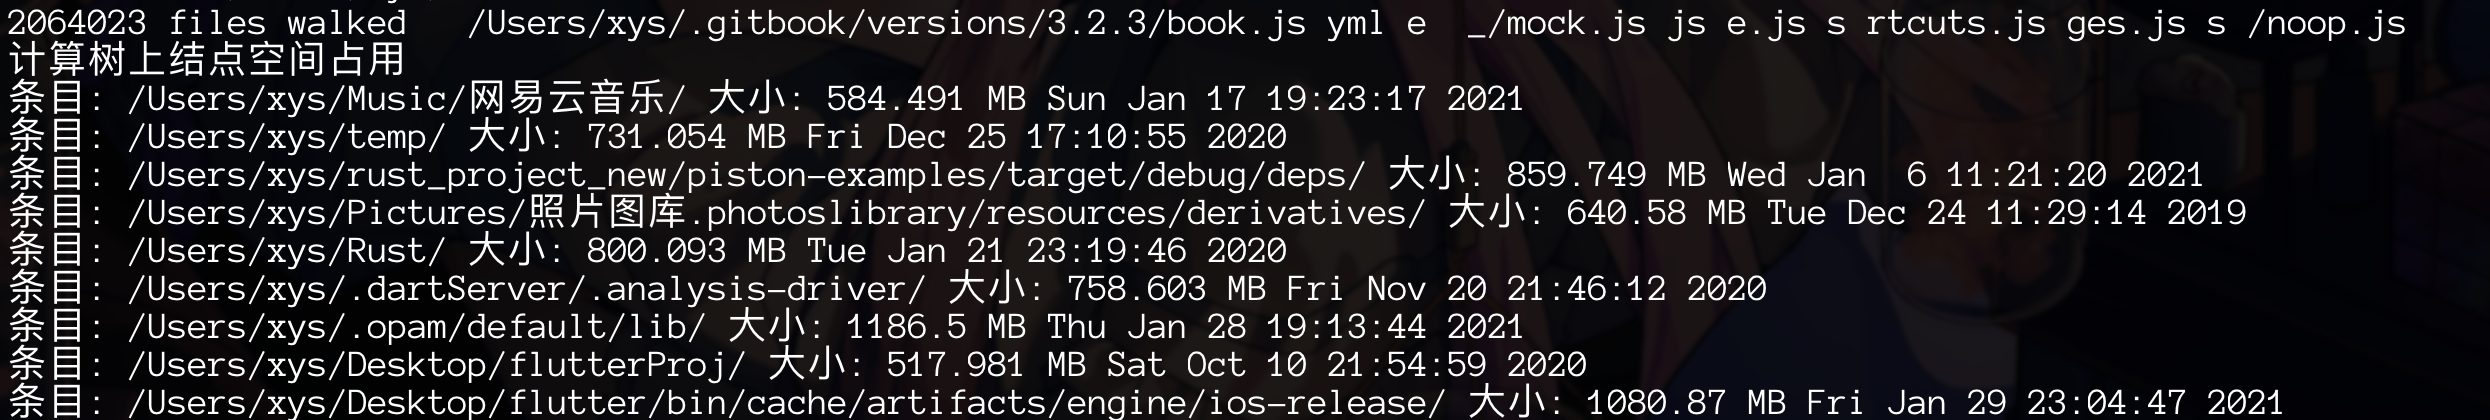 2064023 files walked   /Users/xys/.gitbook/versions/3.2.3/book.js yml e  _/mock.js js e.js s rtcuts.js ges.js s /noop.js
计算树上结点空间占用
条目: /Users/xys/Music/网易云音乐/ 大小: 584.491 MB Sun Jan 17 19:23:17 2021
条目: /Users/xys/temp/ 大小: 731.054 MB Fri Dec 25 17:10:55 2020
条目: /Users/xys/rust_project_new/piston-examples/target/debug/deps/ 大小: 859.749 MB Wed Jan  6 11:21:20 2021
条目: /Users/xys/Pictures/照片图库.photoslibrary/resources/derivatives/ 大小: 640.58 MB Tue Dec 24 11:29:14 2019
条目: /Users/xys/Rust/ 大小: 800.093 MB Tue Jan 21 23:19:46 2020
条目: /Users/xys/.dartServer/.analysis-driver/ 大小: 758.603 MB Fri Nov 20 21:46:12 2020
条目: /Users/xys/.opam/default/lib/ 大小: 1186.5 MB Thu Jan 28 19:13:44 2021
条目: /Users/xys/Desktop/flutterProj/ 大小: 517.981 MB Sat Oct 10 21:54:59 2020
条目: /Users/xys/Desktop/flutter/bin/cache/artifacts/engine/ios-release/ 大小: 1080.87 MB Fri Jan 29 23:04:47 2021